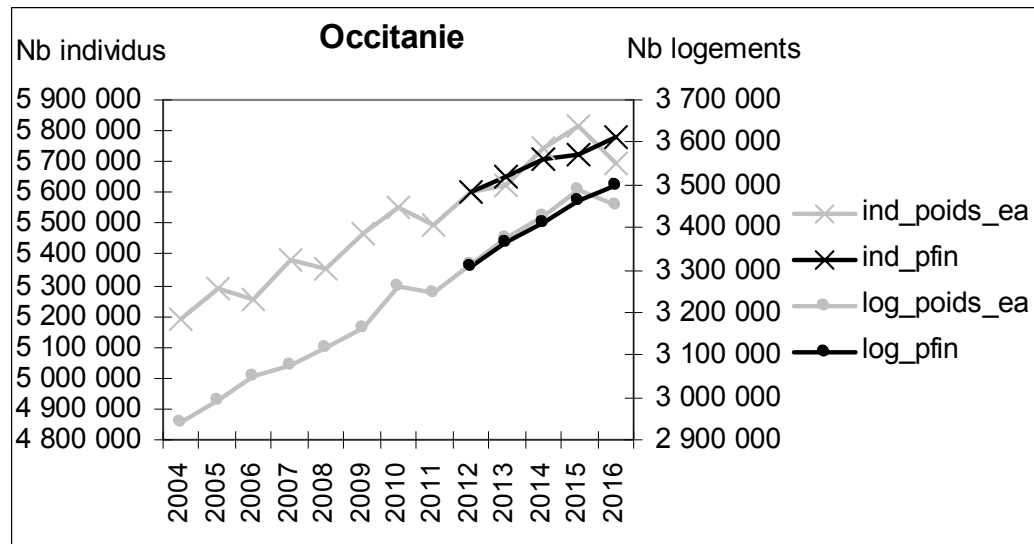 Occitanie
Nb individus
Nb logements
5 900 000
5 800 000
5 700 000
5 600 000
5 500 000
5 400 000
5 300 000
5 200 000
5 100 000
5 000 000
4 900 000
4 800 000
3 700 000
3 600 000
3 500 000
3 400 000
3 300 000
3 200 000
3 100 000
3 000 000
2 900 000
2004
2005
2006
2007
2008
2009
2010
2011
2012
2013
2014
2015
2016
ind_poids_ea
ind_pfin
log_poids_ea
log_pfin